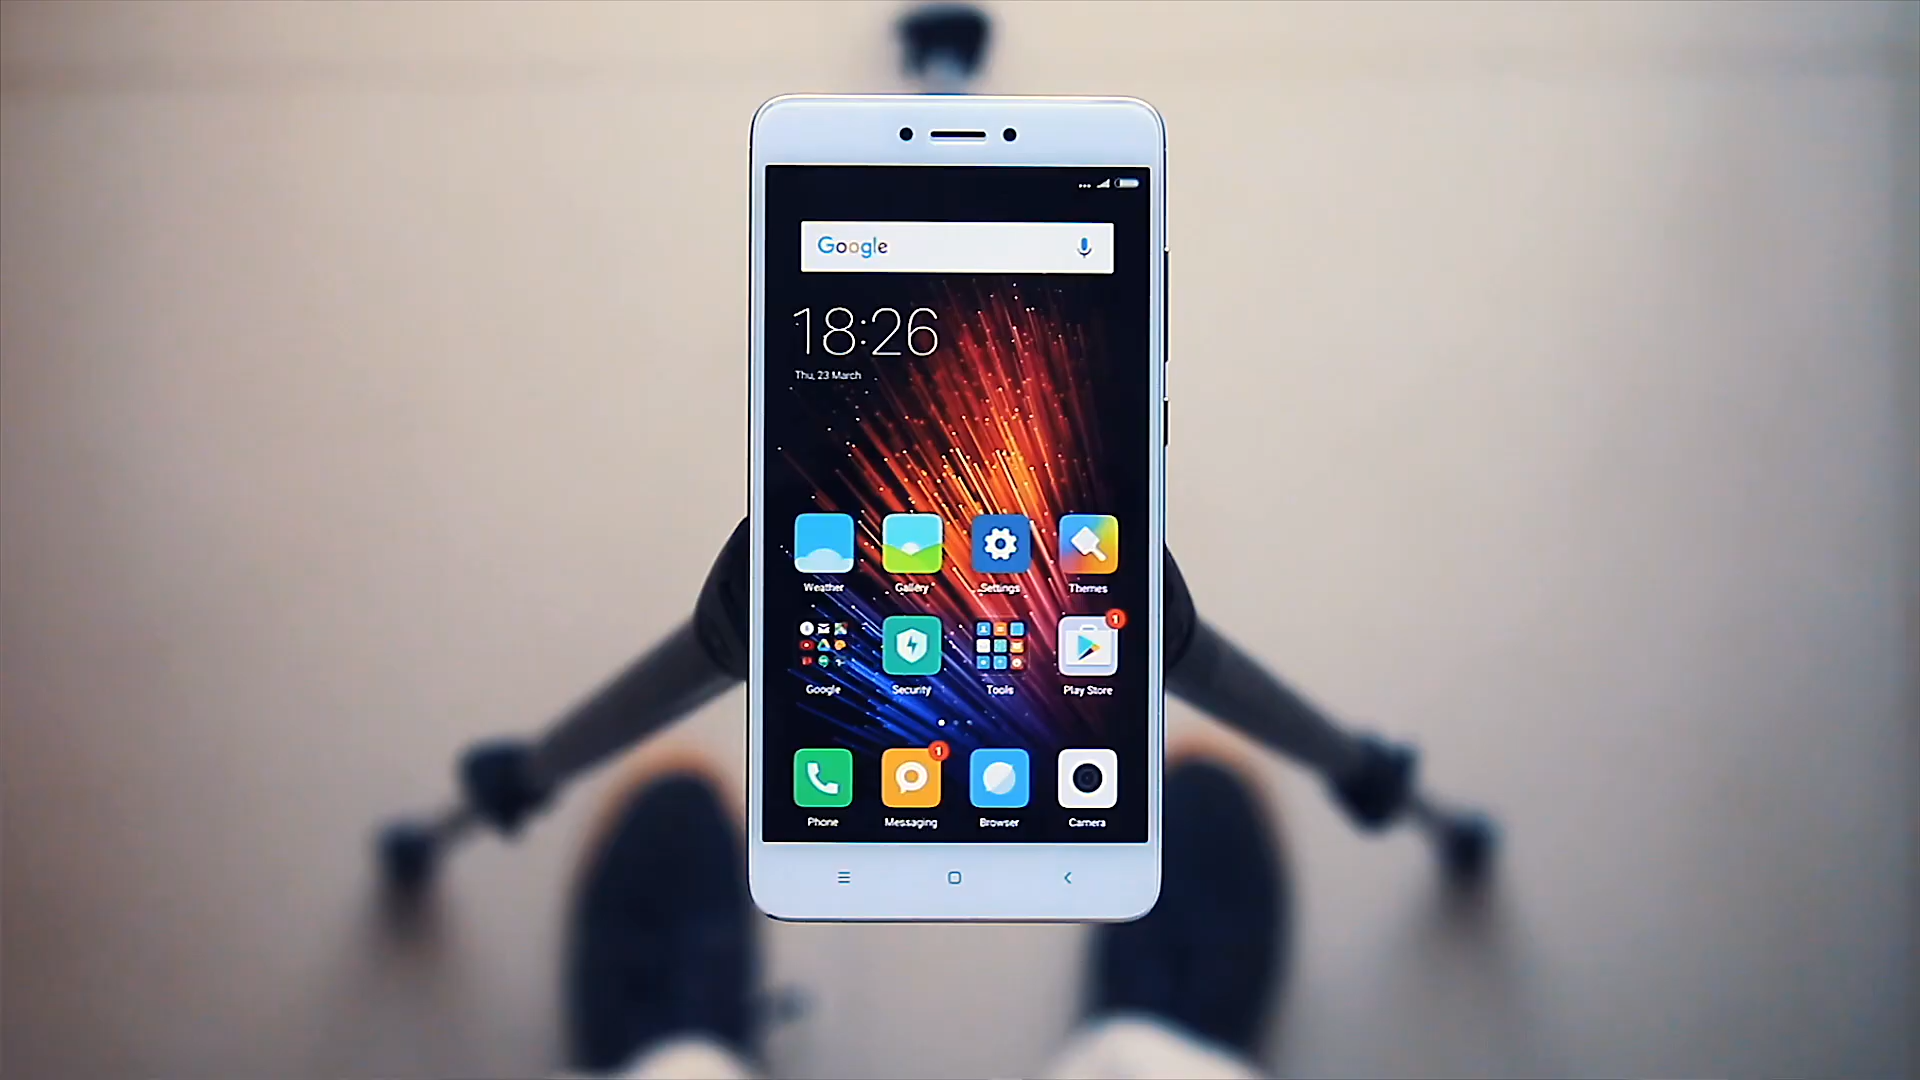 Google
18:26
Thu, 23 March
Weather Gallery Settings Themes
1
Google Security Tools Play Store
1
Phone Messaging Browser Camera